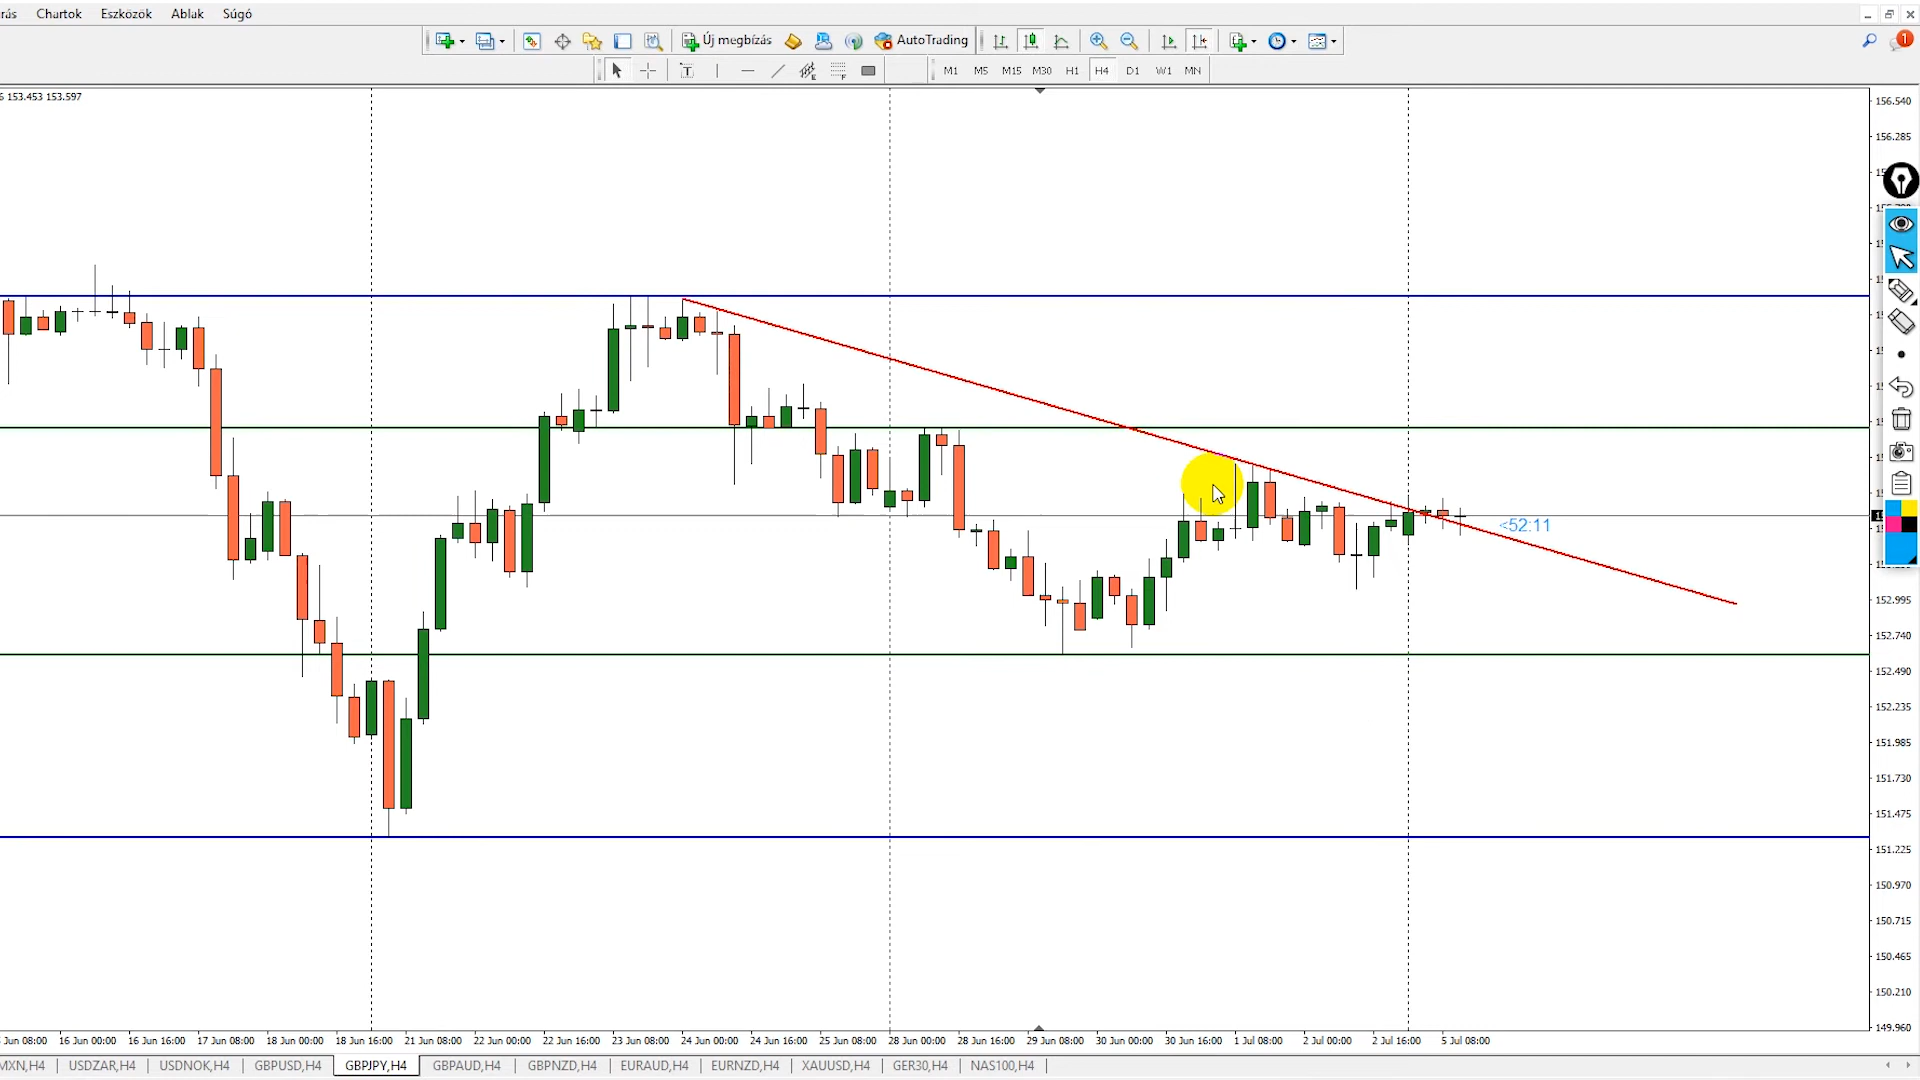 rás Chartok Eszközök Ablak Súgó
Új megbízás AutoTrading 1
T E F M1 M5 M15 M30 H1 H4 D1 W1 MN
6 153.453 153.597
156.540
156.285
<52:11
152.995
152.740
152.490
152.235
151.985
151.730
151.475
151.225
150.970
150.715
150.465
150.210
149.960
Jun 08:00 16 Jun 00:00 16 Jun 16:00 17 Jun 08:00 18 Jun 00:00 18 Jun 16:00 21 Jun 08:00 22 Jun 00:00 22 Jun 16:00 23 Jun 08:00 24 Jun 00:00 24 Jun 16:00 25 Jun 08:00 28 Jun 00:00 28 Jun 16:00 29 Jun 08:00 30 Jun 00:00 30 Jun 16:00 1 Jul 08:00 2 Jul 00:00 2 Jul 16:00 5 Jul 08:00
MXN,H4 USDZAR,H4 USDNOK,H4 GBPUSD,H4 GBPJPY,H4 GBPAUD,H4 GBPNZD,H4 EURAUD,H4 EURNZD,H4 XAUUSD,H4 GER30,H4 NAS100,H4